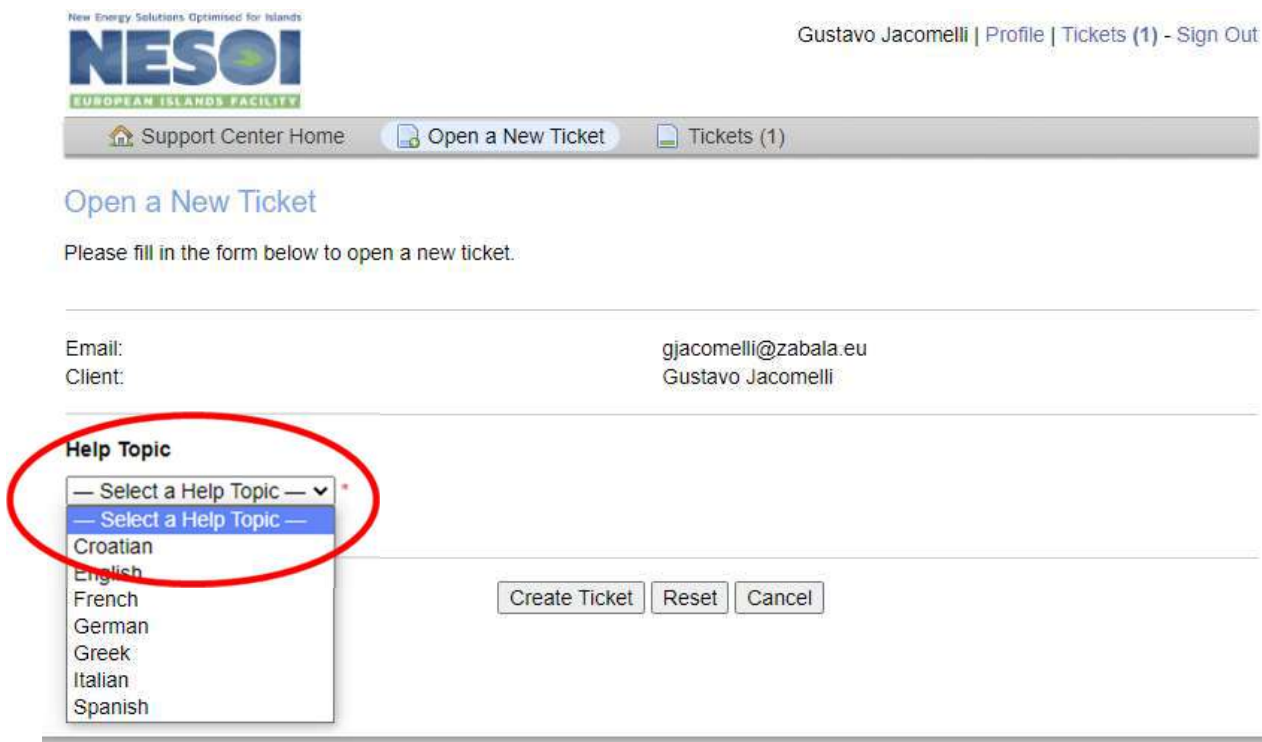 New Energy Solutions Optimised for Islands
NESOI
EUROPEAN ISLANDS FACILITY
Gustavo Jacomelli | Profile | Tickets (1) - Sign Out
Support Center Home Open a New Ticket Tickets (1)
Open a New Ticket
Please fill in the form below to open a new ticket.
Email: gjacomelli@zabala.eu
Client: Gustavo Jacomelli
Help Topic
— Select a Help Topic — *
— Select a Help Topic —
Croatian
English
French
German
Greek
Italian
Spanish
Create Ticket Reset Cancel